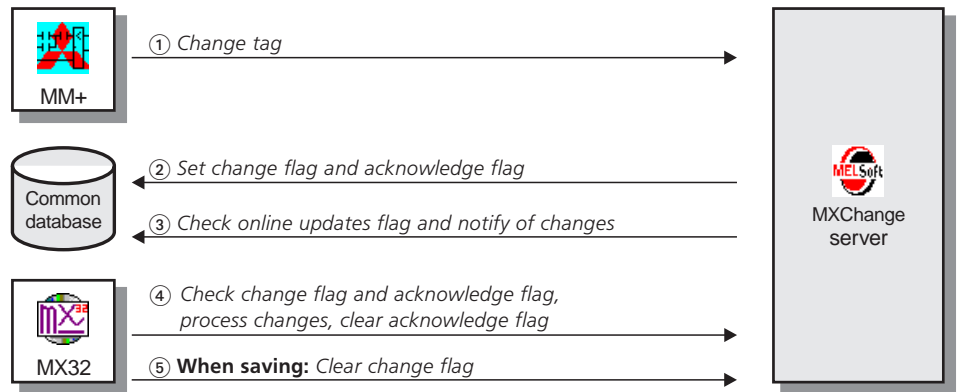 ① Change tag
MM+
② Set change flag and acknowledge flag
Common
database
③ Check online updates flag and notify of changes
MELSoft
MXChange
server
④ Check change flag and acknowledge flag,
process changes, clear acknowledge flag
mx32
MX32
⑤ When saving: Clear change flag